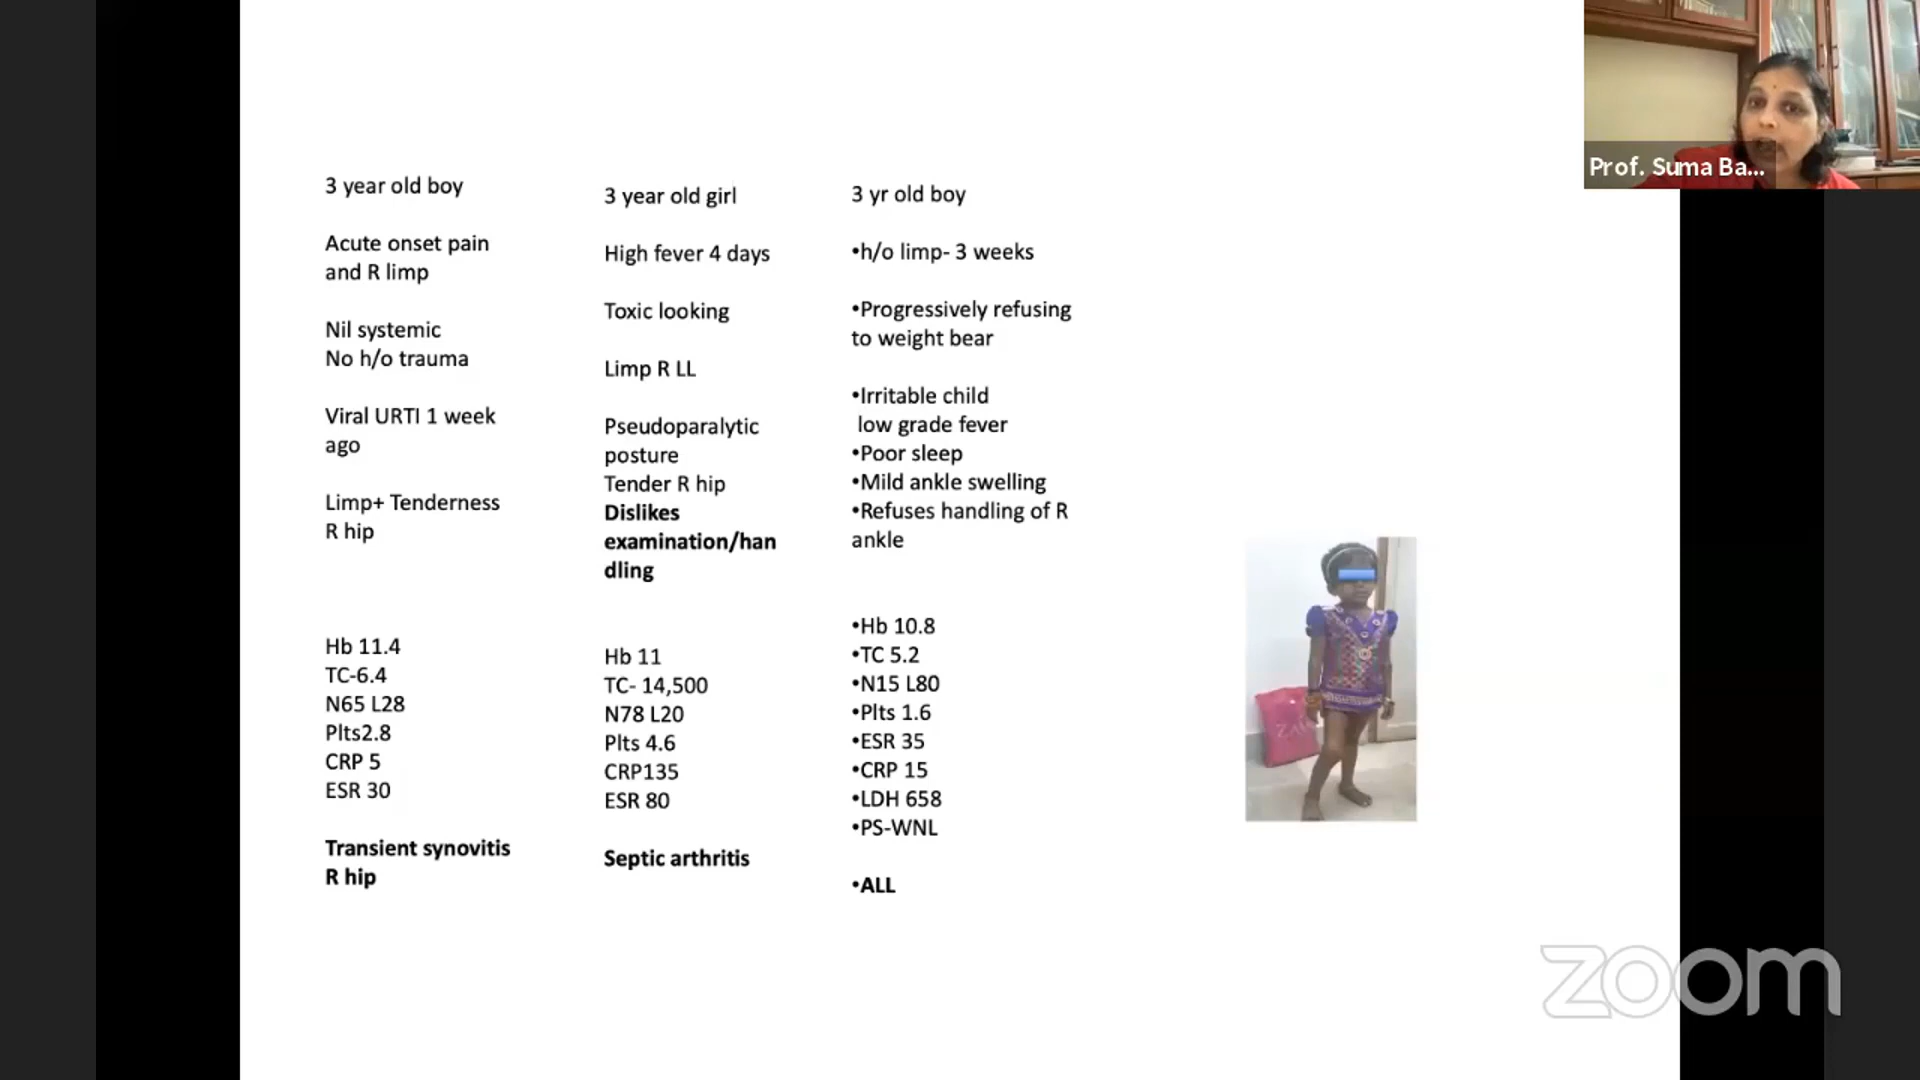 3 year old boy
Acute onset pain
and R limp
Nil systemic
No h/o trauma
Viral URTI 1 week
ago
Limp+ Tenderness
R hip
Hb 11.4
TC-6.4
N65 L28
Plts2.8
CRP 5
ESR 30
Transient synovitis
R hip
3 year old girl
High fever 4 days
Toxic looking
Limp R LL
Pseudoparalytic
posture
Tender R hip
Dislikes
examination/han
dling
Hb 11
TC- 14,500
N78 L20
Plts 4.6
CRP135
ESR 80
Septic arthritis
3 yr old boy
•h/o limp- 3 weeks
•Progressively refusing
to weight bear
•Irritable child
low grade fever
•Poor sleep
•Mild ankle swelling
•Refuses handling of R
ankle
•Hb 10.8
•TC 5.2
•N15 L80
•Plts 1.6
•ESR 35
•CRP 15
•LDH 658
•PS-WNL
•ALL
Prof. Suma Ba...
zoom